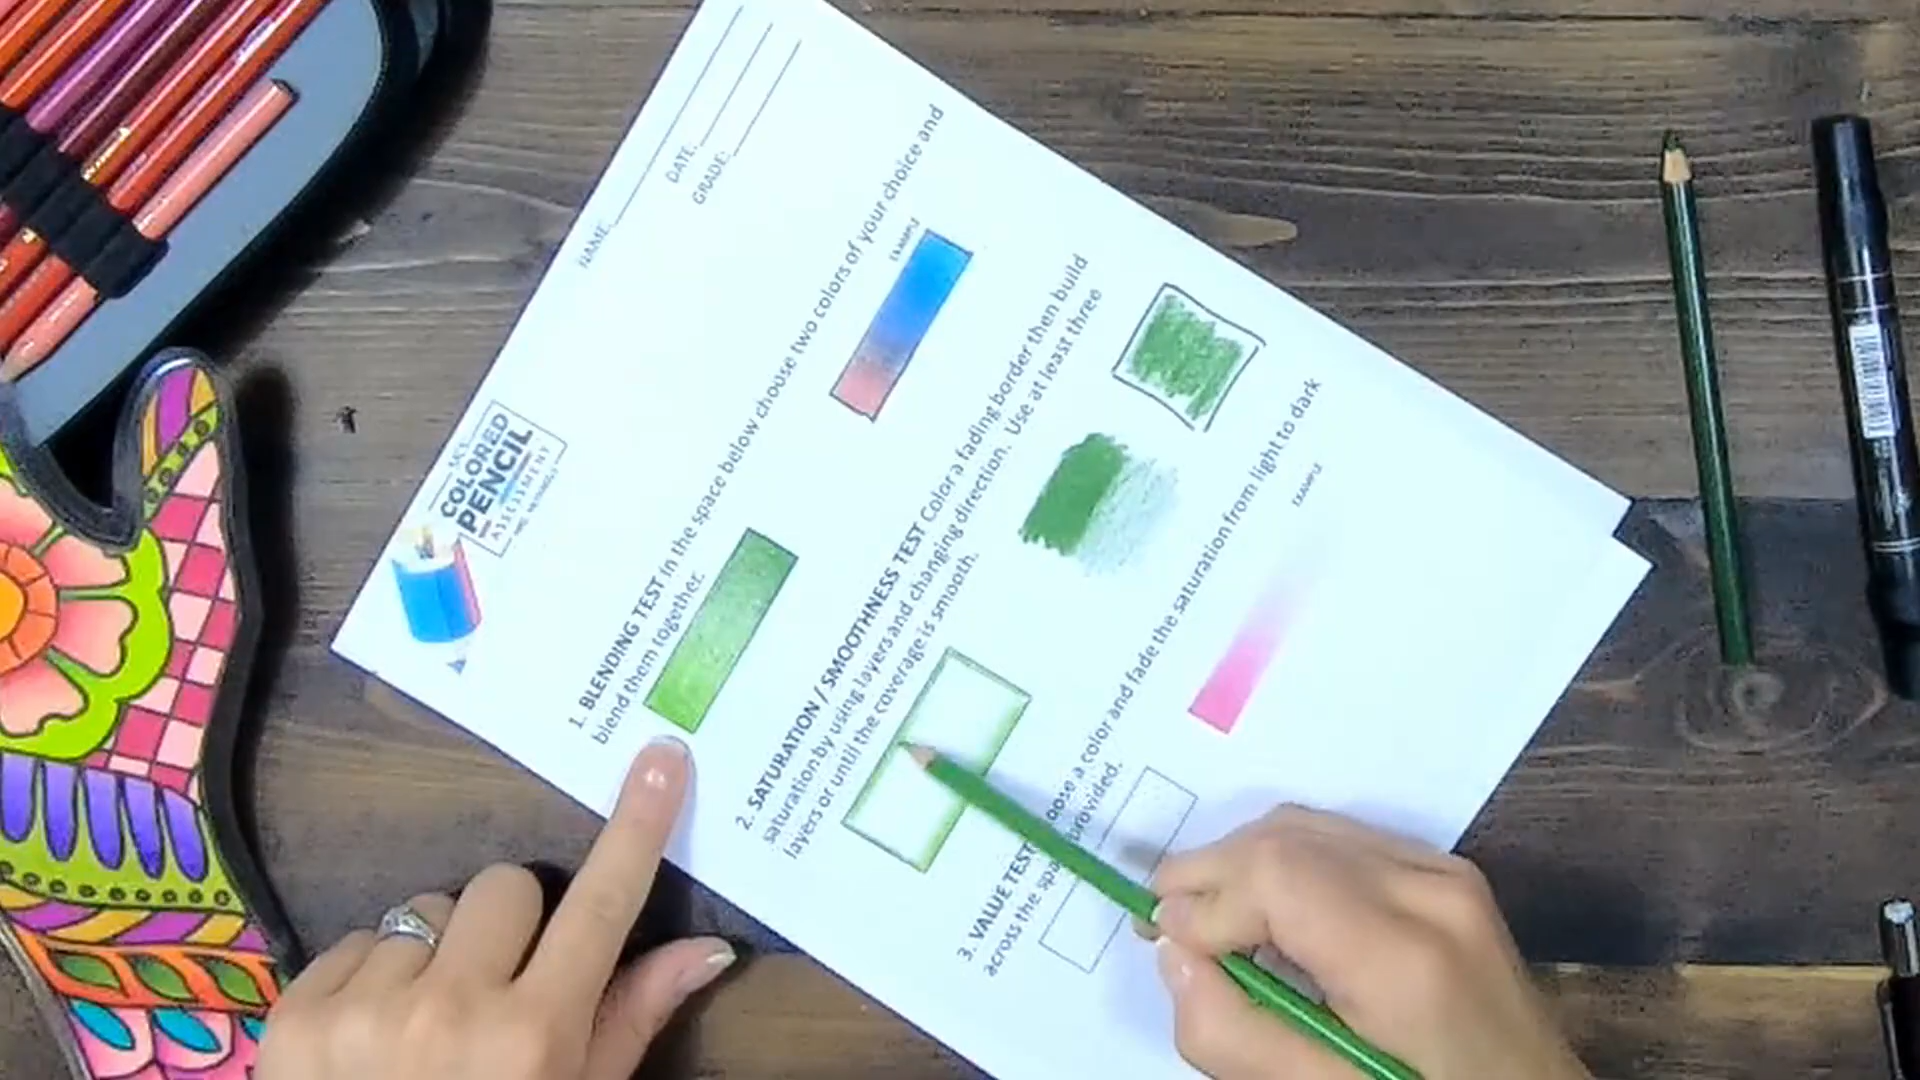 NAME:
DATE:
GRADE:
COLORED
PENCIL
ASSESSMENT
1. BLENDING TEST In the space below choose two colors of your choice and
blend them together.
EXAMPLE
2. SATURATION / SMOOTHNESS TEST Color a fading border then build
saturation by using layers and changing direction. Use at least three
layers or until the coverage is smooth.
3. VALUE TEST oose a color and fade the saturation from light to dark
across the spa provided.
EXAMPLE